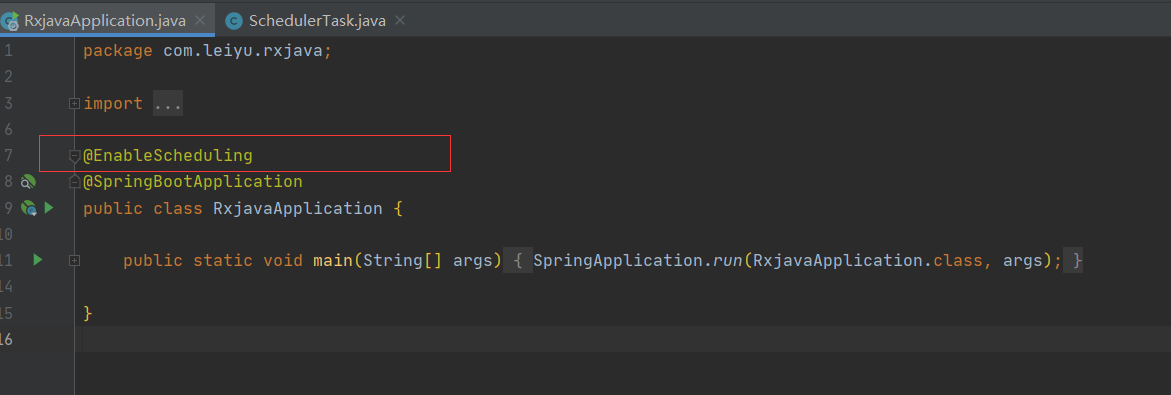 RxjavaApplication.java × SchedulerTask.java ×
1 package com.leiyu.rxjava;
2
3 import ...
6
7 @EnableScheduling
8 @SpringBootApplication
9 public class RxjavaApplication {
10
11 public static void main(String[] args) { SpringApplication.run(RxjavaApplication.class, args); }
14
15 }
16